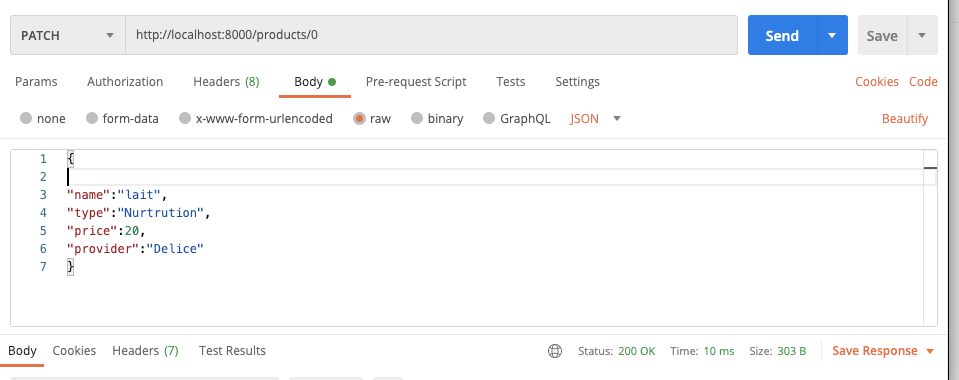 PATCH http://localhost:8000/products/0 Send Save
Params Authorization Headers (8) Body Pre-request Script Tests Settings Cookies Code
none form-data x-www-form-urlencoded raw binary GraphQL JSON Beautify
1 {
2
3 "name":"lait",
4 "type":"Nurtrution",
5 "price":20,
6 "provider":"Delice"
7 }
Body Cookies Headers (7) Test Results Status: 200 OK Time: 10 ms Size: 303 B Save Response